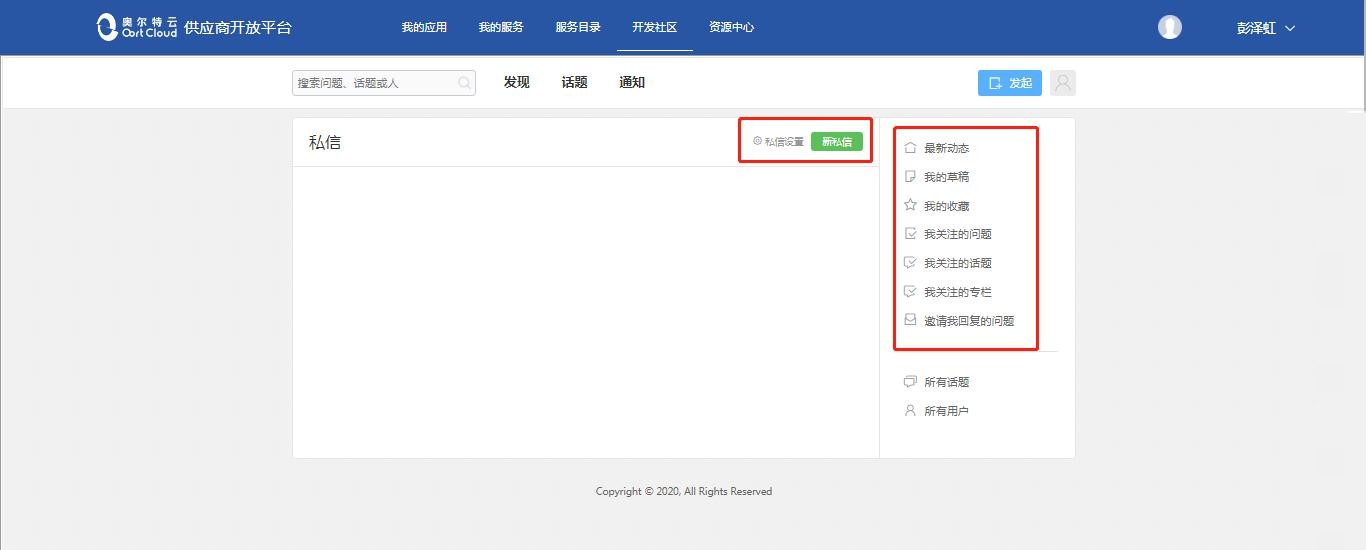 奥尔特云
Oort Cloud
供应商开放平台
我的应用 我的服务 服务目录 开发社区 资源中心
彭泽虹
搜索问题、话题或人
发现 话题 通知
发起
私信
私信设置 新私信
最新动态
我的草稿
我的收藏
我关注的问题
我关注的话题
我关注的专栏
邀请我回复的问题
所有话题
所有用户
Copyright © 2020, All Rights Reserved